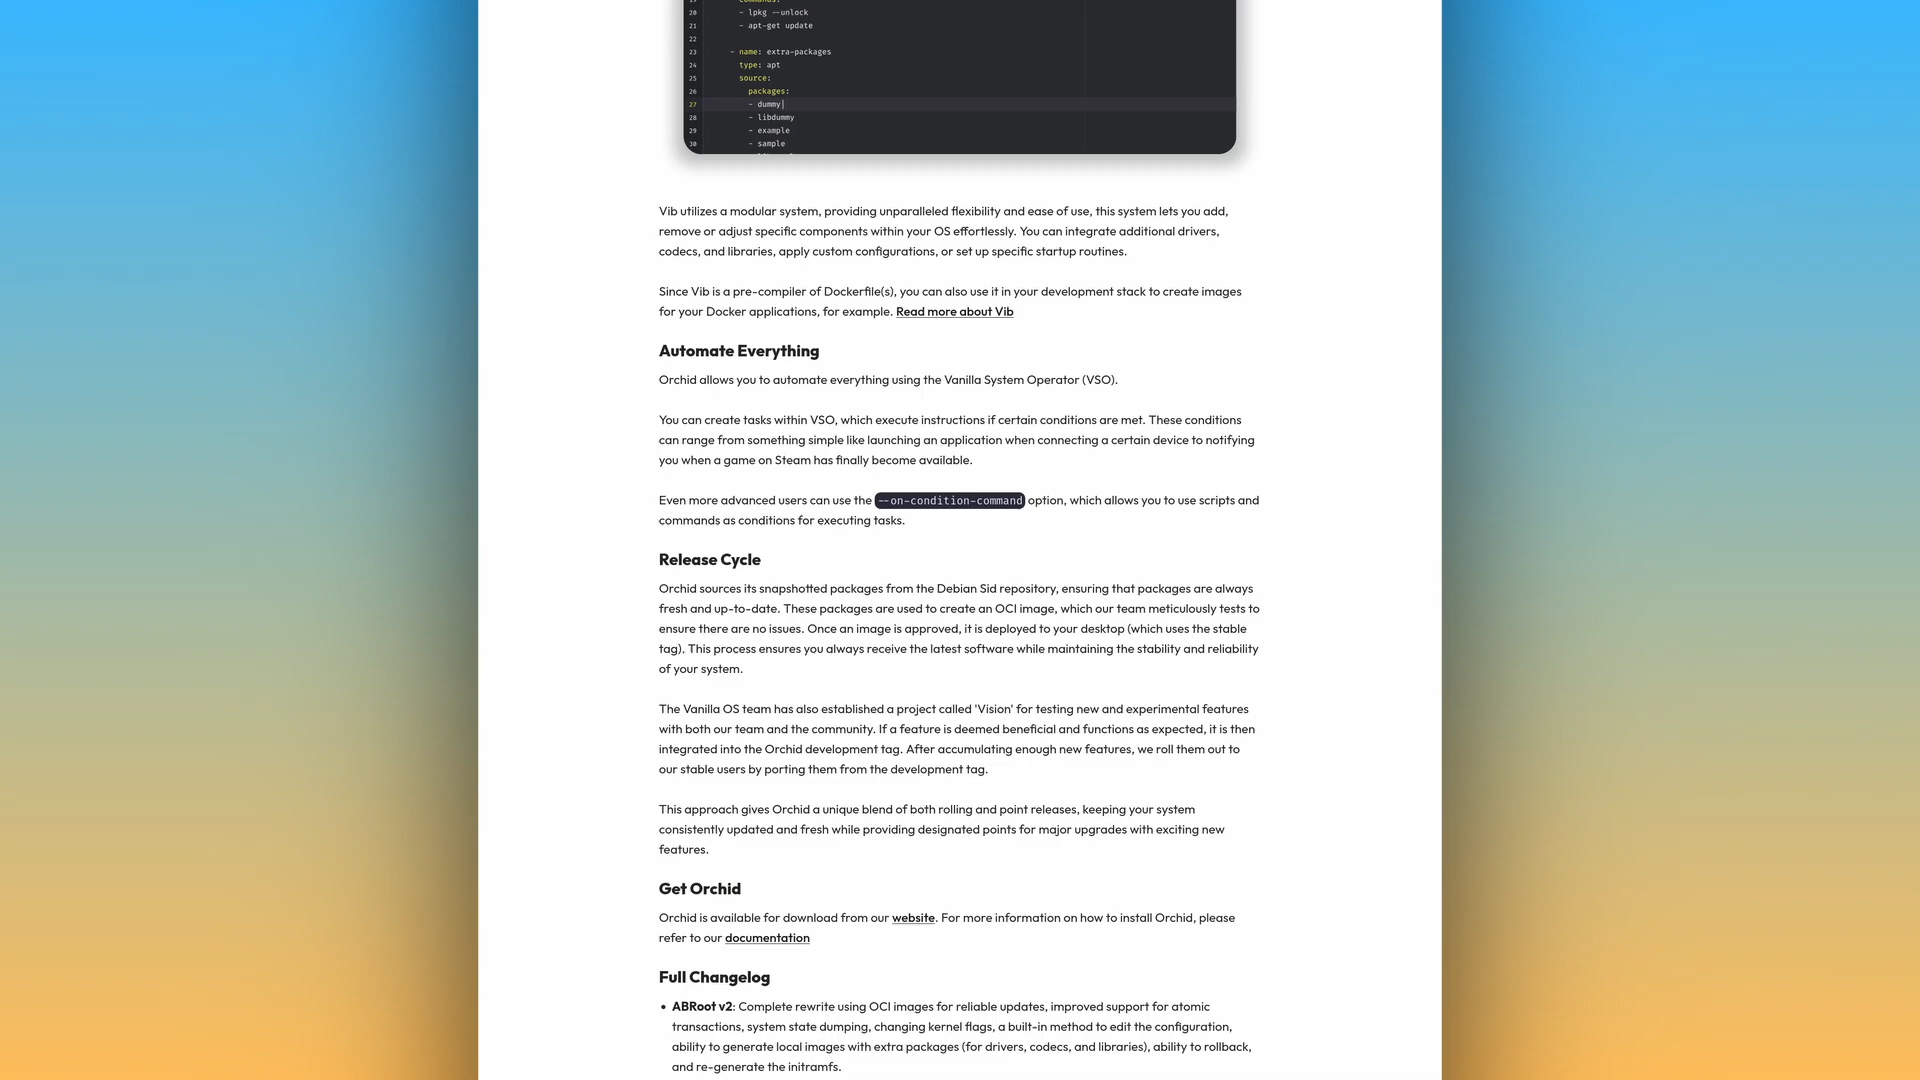 20 - lpkg --unlock
21 - apt-get update
22
23 - name: extra-packages
24 type: apt
25 source:
26 packages:
27 - dummy
28 - libdummy
29 - example
30 - sample
Vib utilizes a modular system, providing unparalleled flexibility and ease of use, this system lets you add,
remove or adjust specific components within your OS effortlessly. You can integrate additional drivers,
codecs, and libraries, apply custom configurations, or set up specific startup routines.
Since Vib is a pre-compiler of Dockerfile(s), you can also use it in your development stack to create images
for your Docker applications, for example. Read more about Vib
Automate Everything
Orchid allows you to automate everything using the Vanilla System Operator (VSO).
You can create tasks within VSO, which execute instructions if certain conditions are met. These conditions
can range from something simple like launching an application when connecting a certain device to notifying
you when a game on Steam has finally become available.
Even more advanced users can use the --on-condition-command option, which allows you to use scripts and
commands as conditions for executing tasks.
Release Cycle
Orchid sources its snapshotted packages from the Debian Sid repository, ensuring that packages are always
fresh and up-to-date. These packages are used to create an OCI image, which our team meticulously tests to
ensure there are no issues. Once an image is approved, it is deployed to your desktop (which uses the stable
tag). This process ensures you always receive the latest software while maintaining the stability and reliability
of your system.
The Vanilla OS team has also established a project called 'Vision' for testing new and experimental features
with both our team and the community. If a feature is deemed beneficial and functions as expected, it is then
integrated into the Orchid development tag. After accumulating enough new features, we roll them out to
our stable users by porting them from the development tag.
This approach gives Orchid a unique blend of both rolling and point releases, keeping your system
consistently updated and fresh while providing designated points for major upgrades with exciting new
features.
Get Orchid
Orchid is available for download from our website. For more information on how to install Orchid, please
refer to our documentation
Full Changelog
• ABRoot v2: Complete rewrite using OCI images for reliable updates, improved support for atomic
transactions, system state dumping, changing kernel flags, a built-in method to edit the configuration,
ability to generate local images with extra packages (for drivers, codecs, and libraries), ability to rollback,
and re-generate the initramfs.